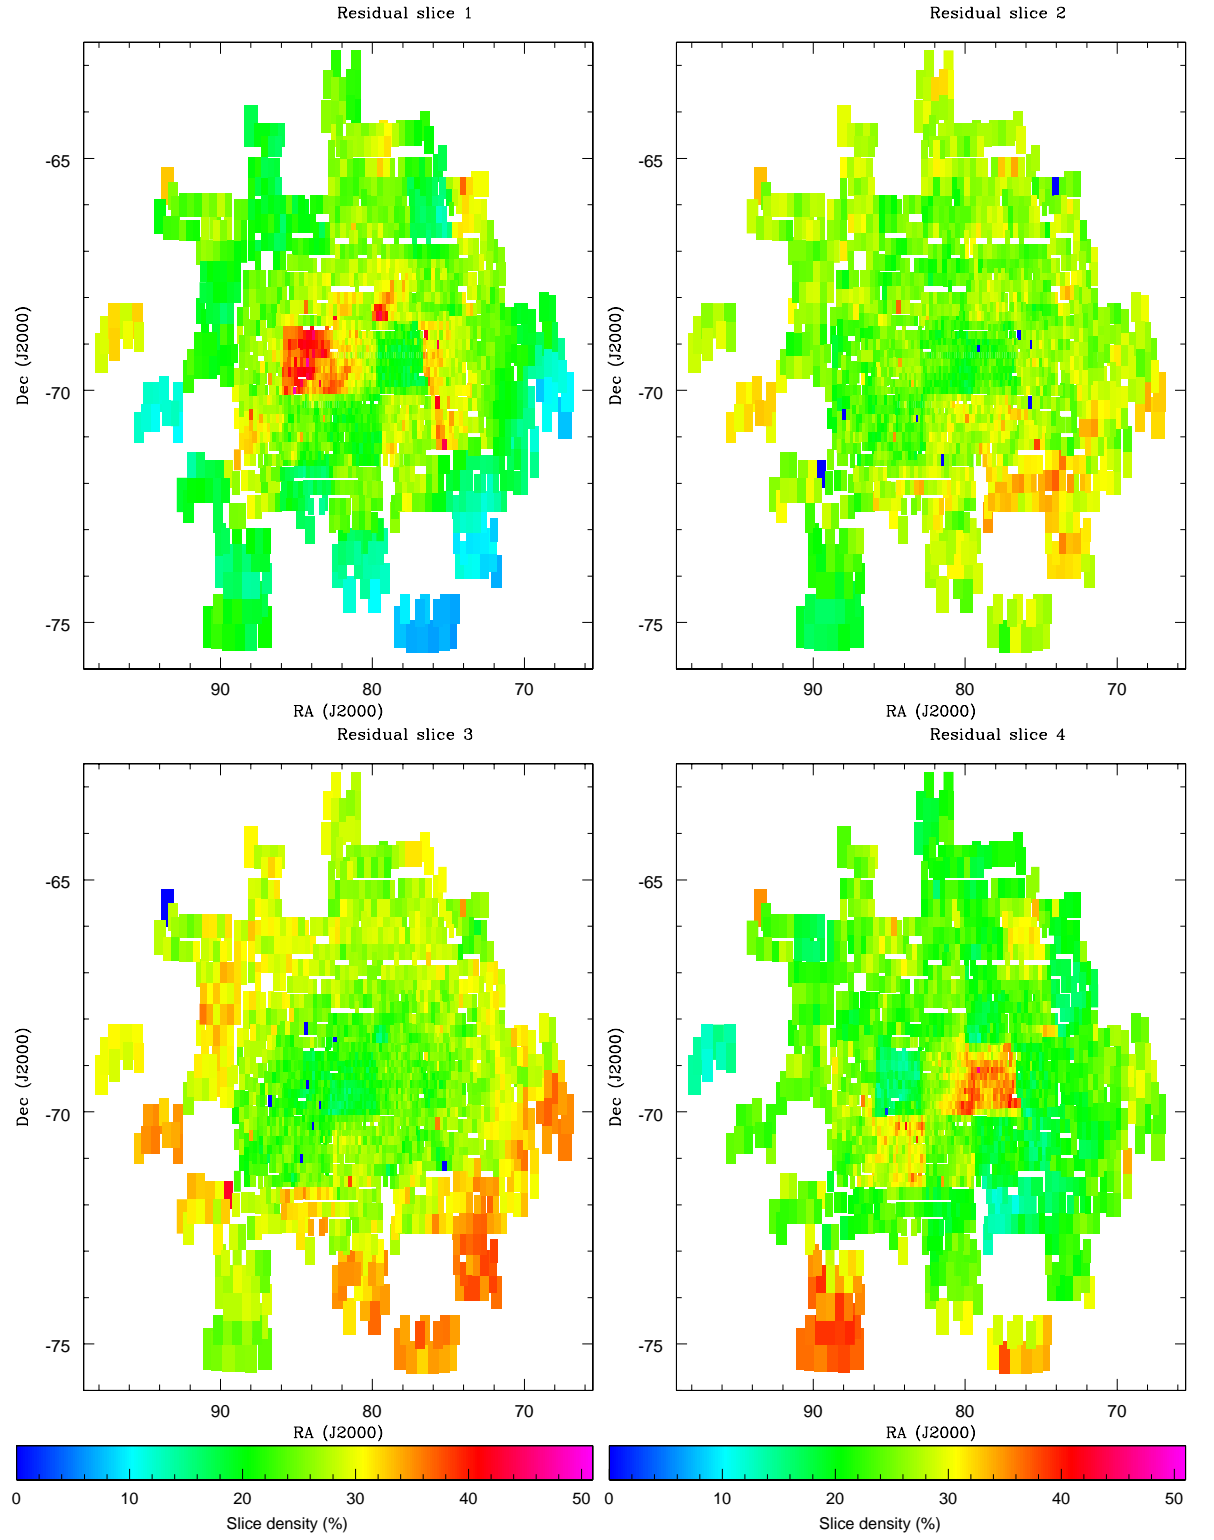 Residual slice 1
Residual slice 2
-65
-70
-75
Dec (J2000)
90
80
70
RA (J2000)
-65
-70
-75
Dec (J2000)
90
80
70
RA (J2000)
Residual slice 3
Residual slice 4
-65
-70
-75
Dec (J2000)
90
80
70
RA (J2000)
-65
-70
-75
Dec (J2000)
90
80
70
RA (J2000)
0
10
20
30
40
50
Slice density (%)
0
10
20
30
40
50
Slice density (%)